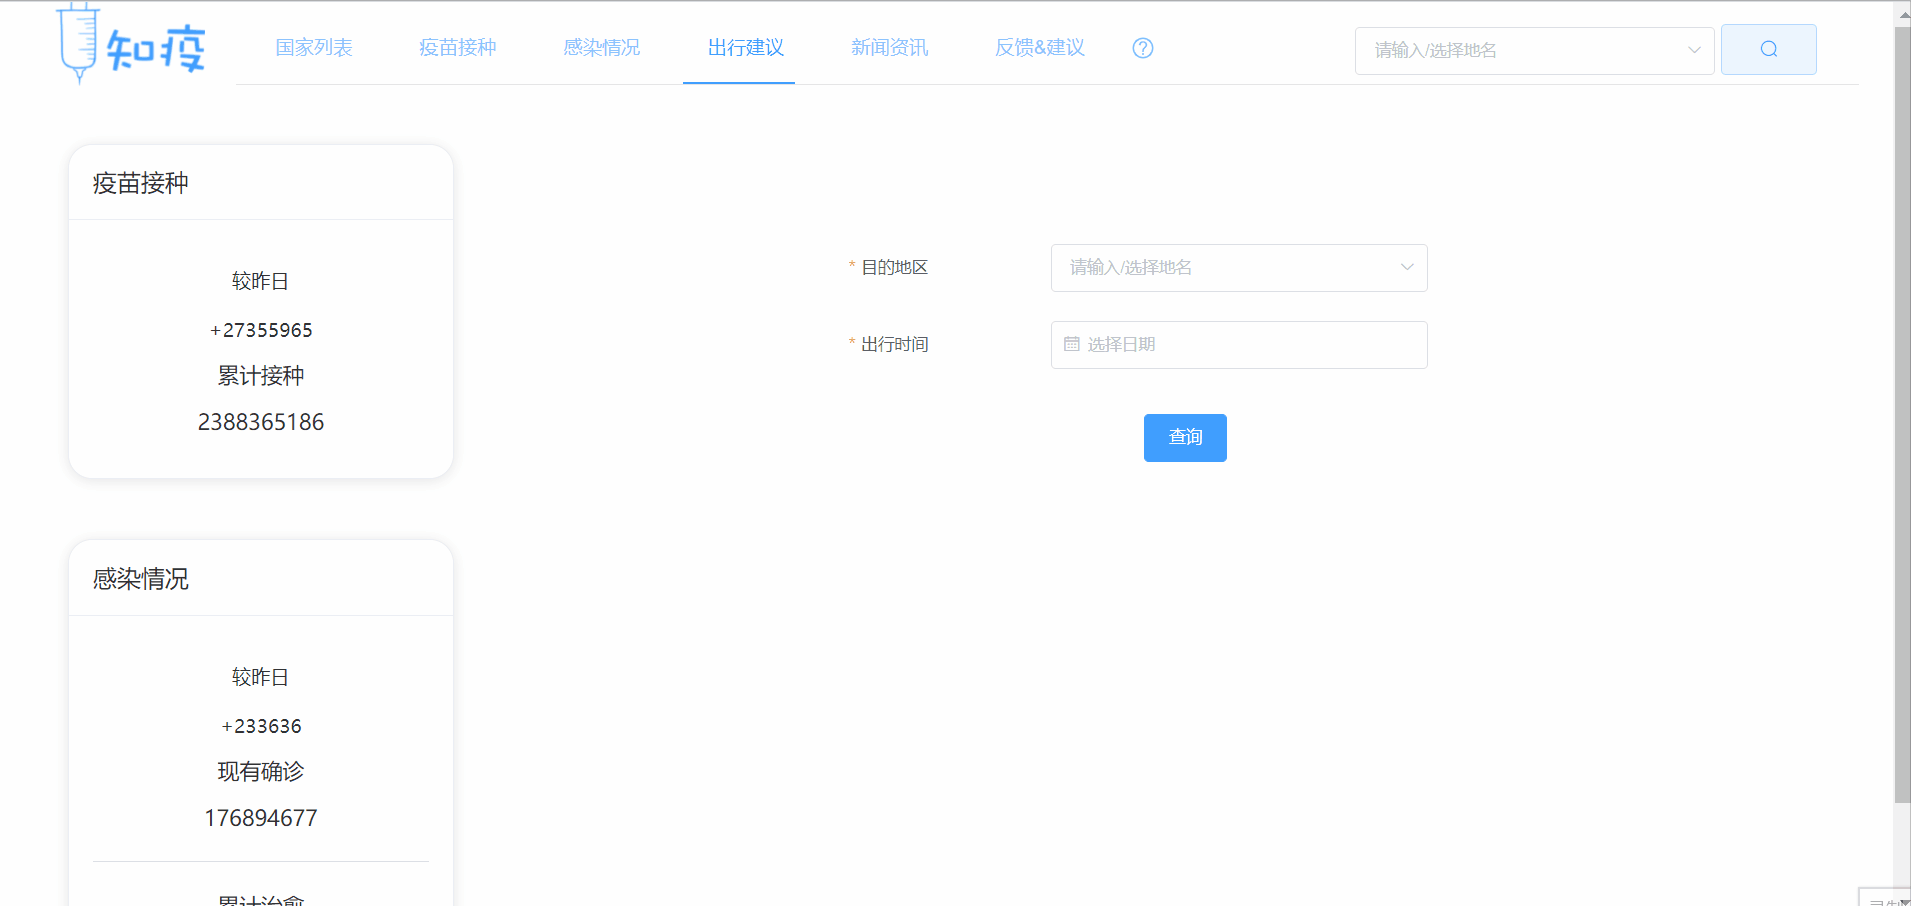 知疫
国家列表 疫苗接种 感染情况 出行建议 新闻资讯 反馈&建议
请输入/选择地名
疫苗接种
较昨日
+27355965
累计接种
2388365186
* 目的地区 请输入/选择地名
* 出行时间 选择日期
查询
感染情况
较昨日
+233636
现有确诊
176894677
累计治愈